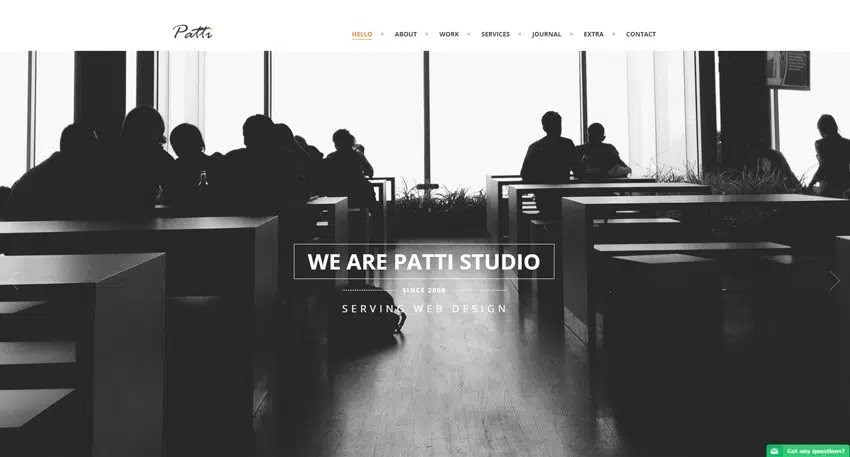 Patti
HELLO
ABOUT
WORK
SERVICES
JOURNAL
EXTRA
CONTACT
WE ARE PATTI STUDIO
SINCE 2008
SERVING WEB DESIGN
Got any questions?